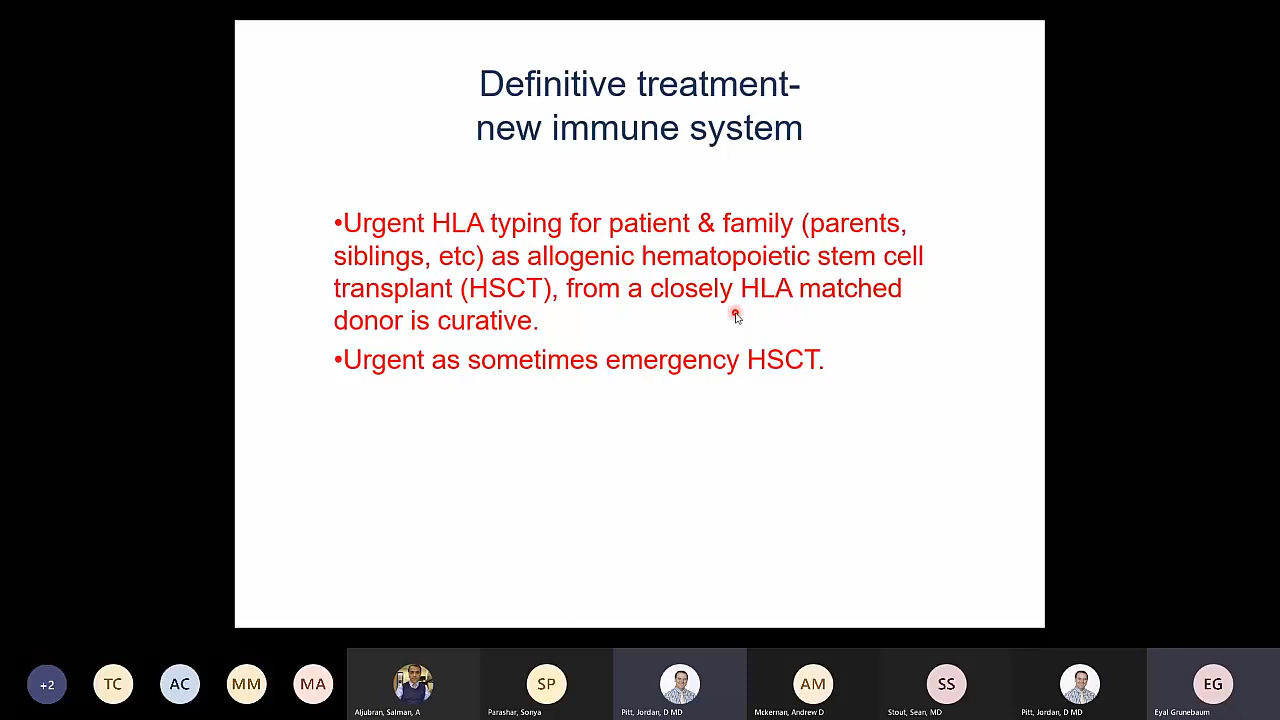 Definitive treatment-
new immune system
•Urgent HLA typing for patient & family (parents,
siblings, etc) as allogenic hematopoietic stem cell
transplant (HSCT), from a closely HLA matched
donor is curative.
•Urgent as sometimes emergency HSCT.
+2
TC
AC
MM
MA
SP
AM
SS
EG
Aljubran, Salman, A
Parashar, Sonya
Pitt, Jordan, D MD
Mckernan, Andrew D
Stout, Sean, MD
Pitt, Jordan, D MD
Eyal Grunebaum